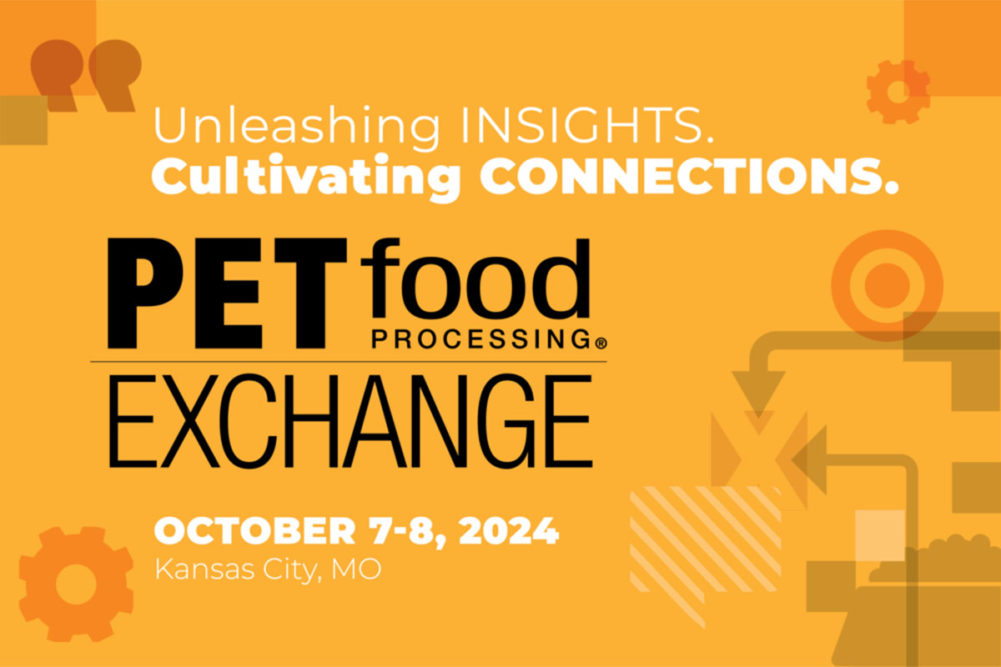 Unleashing INSIGHTS.
Cultivating CONNECTIONS.
PET food
PROCESSING®
EXCHANGE
OCTOBER 7-8, 2024
Kansas City, MO